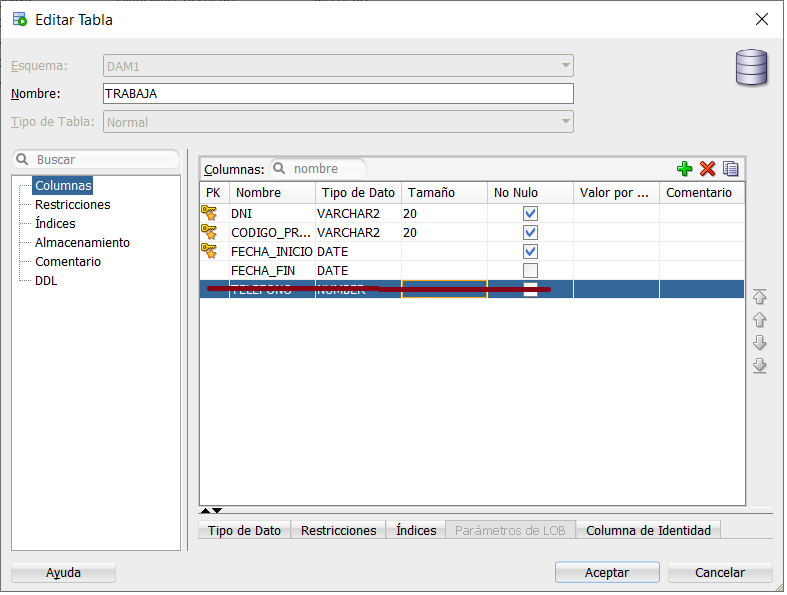 Editar Tabla
Esquema: DAM1
Nombre: TRABAJA
Tipo de Tabla: Normal
Buscar
Columnas
Restricciones
Índices
Almacenamiento
Comentario
DDL
Columnas: nombre
PK Nombre Tipo de Dato Tamaño No Nulo Valor por ... Comentario
DNI VARCHAR2 20
CODIGO_PR... VARCHAR2 20
FECHA_INICIO DATE
FECHA_FIN DATE
TELEFONO NUMBER
Tipo de Dato Restricciones Índices Parámetros de LOB Columna de Identidad
Ayuda Aceptar Cancelar